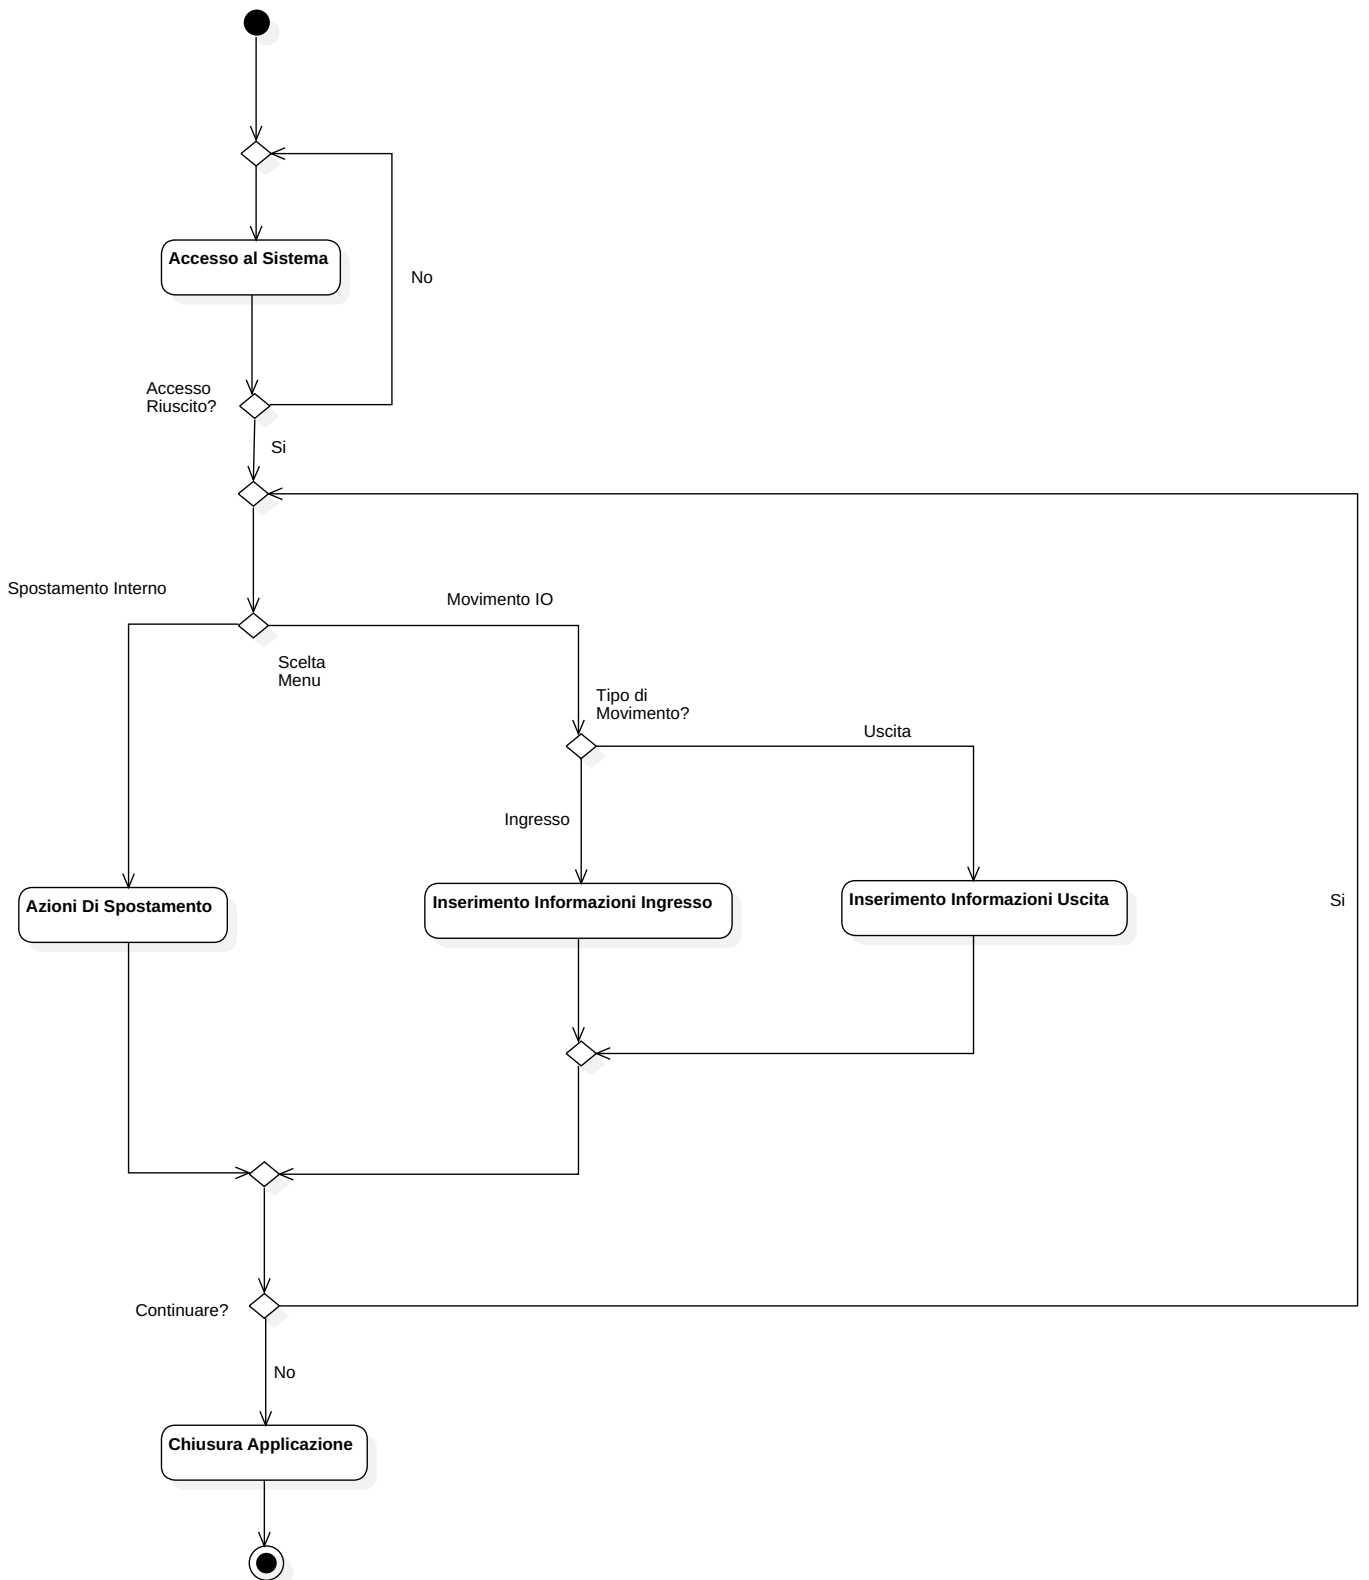 Accesso al Sistema
No
Accesso
Riuscito?
Si
Spostamento Interno
Movimento IO
Scelta
Menu
Tipo di
Movimento?
Uscita
Ingresso
Azioni Di Spostamento
Inserimento Informazioni Ingresso
Inserimento Informazioni Uscita
Si
Continuare?
No
Chiusura Applicazione